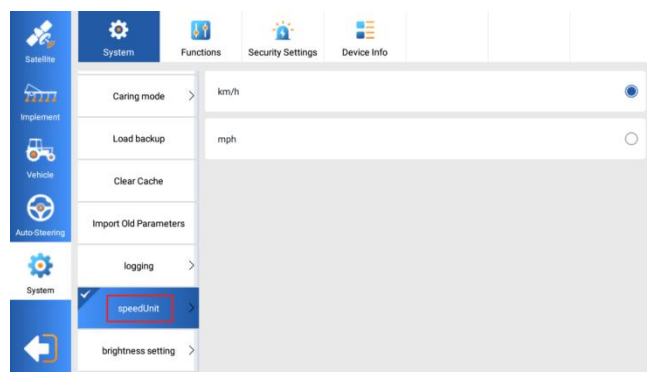 Satellite
Implement
Vehicle
Auto-Steering
System
System
Functions
Security Settings
Device Info
Caring mode
Load backup
Clear Cache
Import Old Parameters
logging
speedUnit
brightness setting
km/h
mph